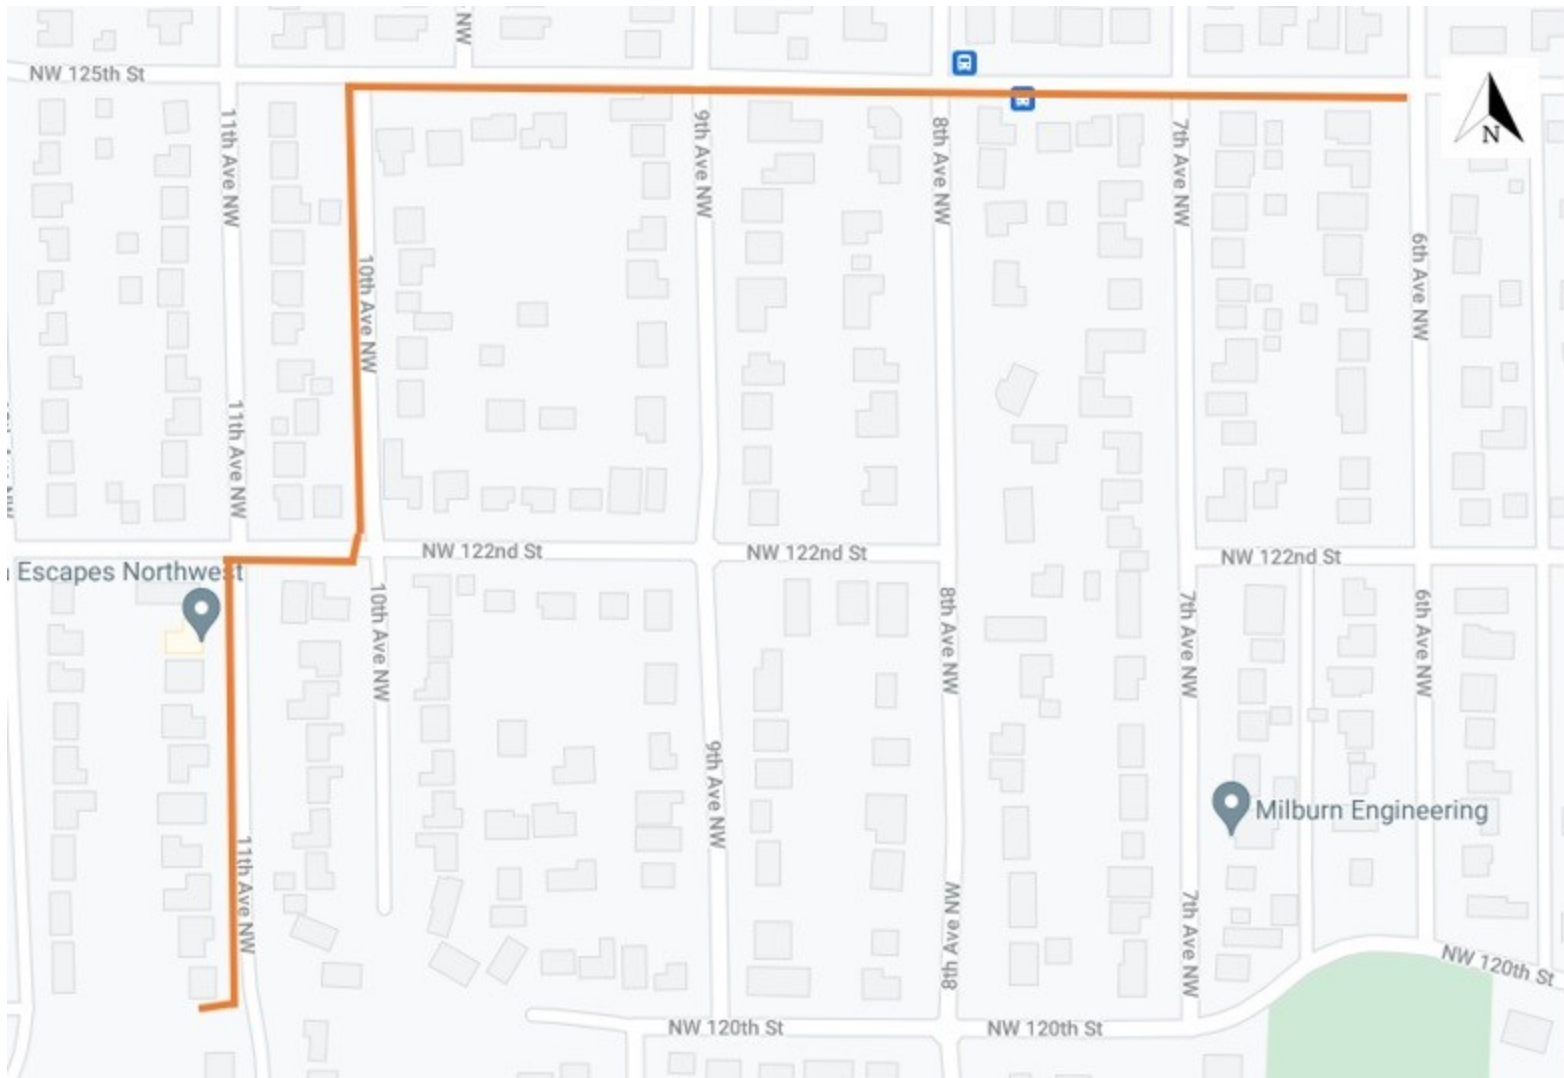 NW
NW 125th St
11th Ave NW
9th Ave NW
8th Ave NW
7th Ave NW
N
10th Ave NW
6th Ave NW
11th Ave NW
NW 122nd St
NW 122nd St
NW 122nd St
Escapes Northwest
10th Ave NW
8th Ave NW
7th Ave NW
6th Ave NW
9th Ave NW
Milburn Engineering
11th Ave NW
8th Ave NW
7th Ave NW
NW 120th St
NW 120th St
NW 120th St